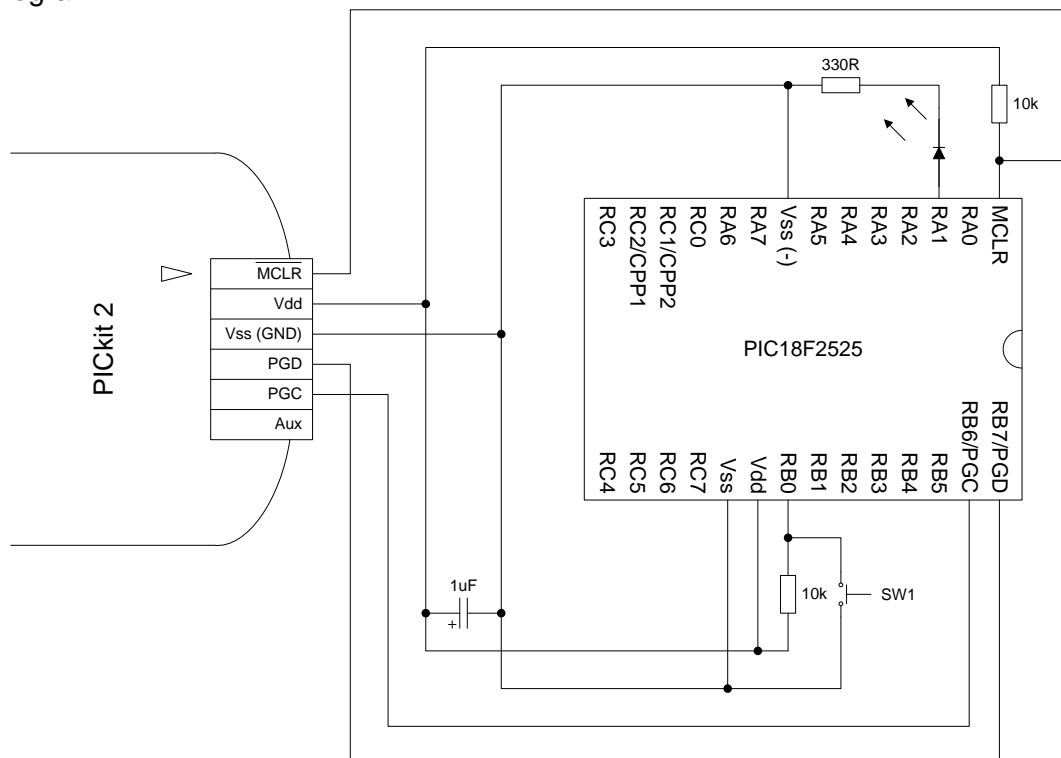 330R
10k
MCLR
RA0
RA1
RA2
RA3
RA4
RA5
Vss (-)
RA7
RA6
RC0
RC1/CPP2
RC2/CPP1
RC3
PICkit 2
MCLR
Vdd
Vss (GND)
PGD
PGC
Aux
PIC18F2525
RB7/PGD
RB6/PGC
RB5
RB4
RB3
RB2
RB1
RB0
Vdd
Vss
RC7
RC6
RC5
RC4
1uF
+
10k
SW1